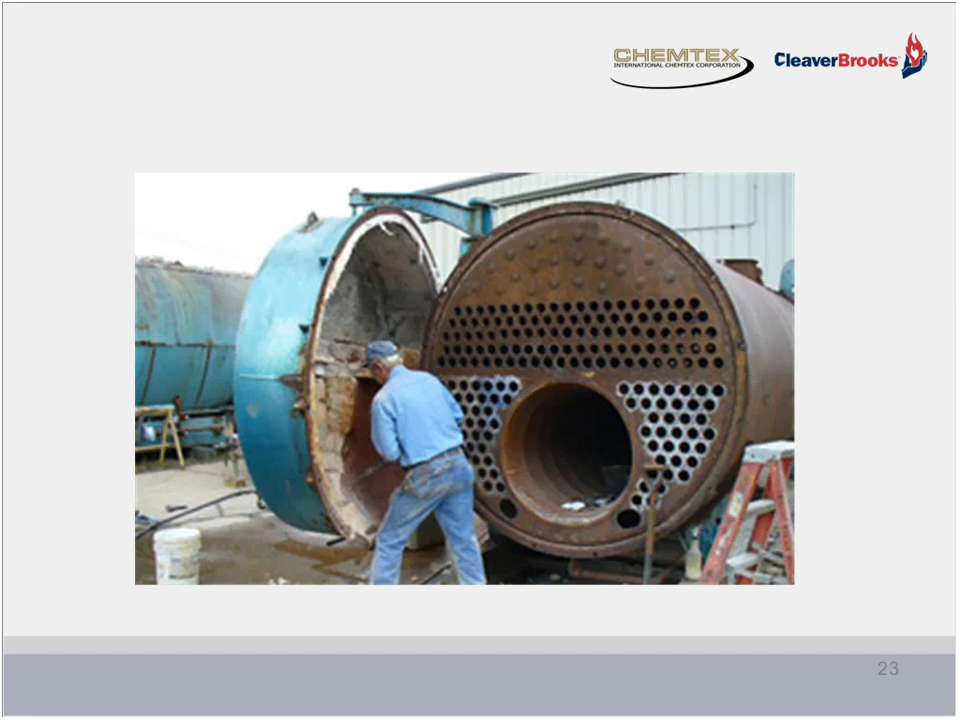 CHEMTEX
INTERNATIONAL CHEMTEX CORPORATION
CleaverBrooks
23